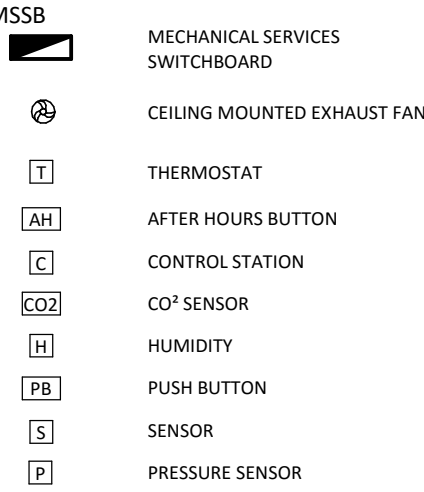 MSSB
MECHANICAL SERVICES
SWITCHBOARD
CEILING MOUNTED EXHAUST FAN
T THERMOSTAT
AH AFTER HOURS BUTTON
C CONTROL STATION
CO2 CO² SENSOR
H HUMIDITY
PB PUSH BUTTON
S SENSOR
P PRESSURE SENSOR